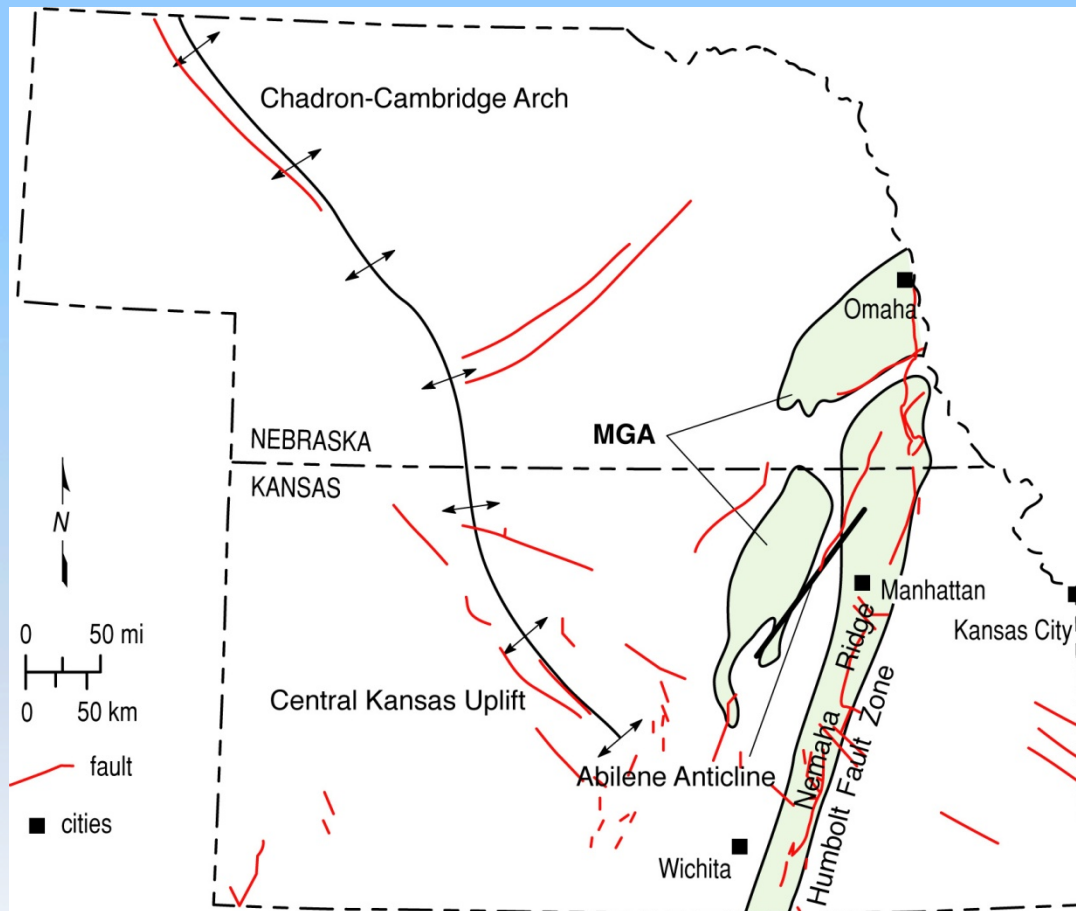 Chadron-Cambridge Arch
Omaha
MGA
NEBRASKA
KANSAS
N
Manhattan
Kansas City
0 50 mi
0 50 km
Ridge
Nemaha
Humbolt Fault Zone
Central Kansas Uplift
fault
Abilene Anticline
cities
Wichita